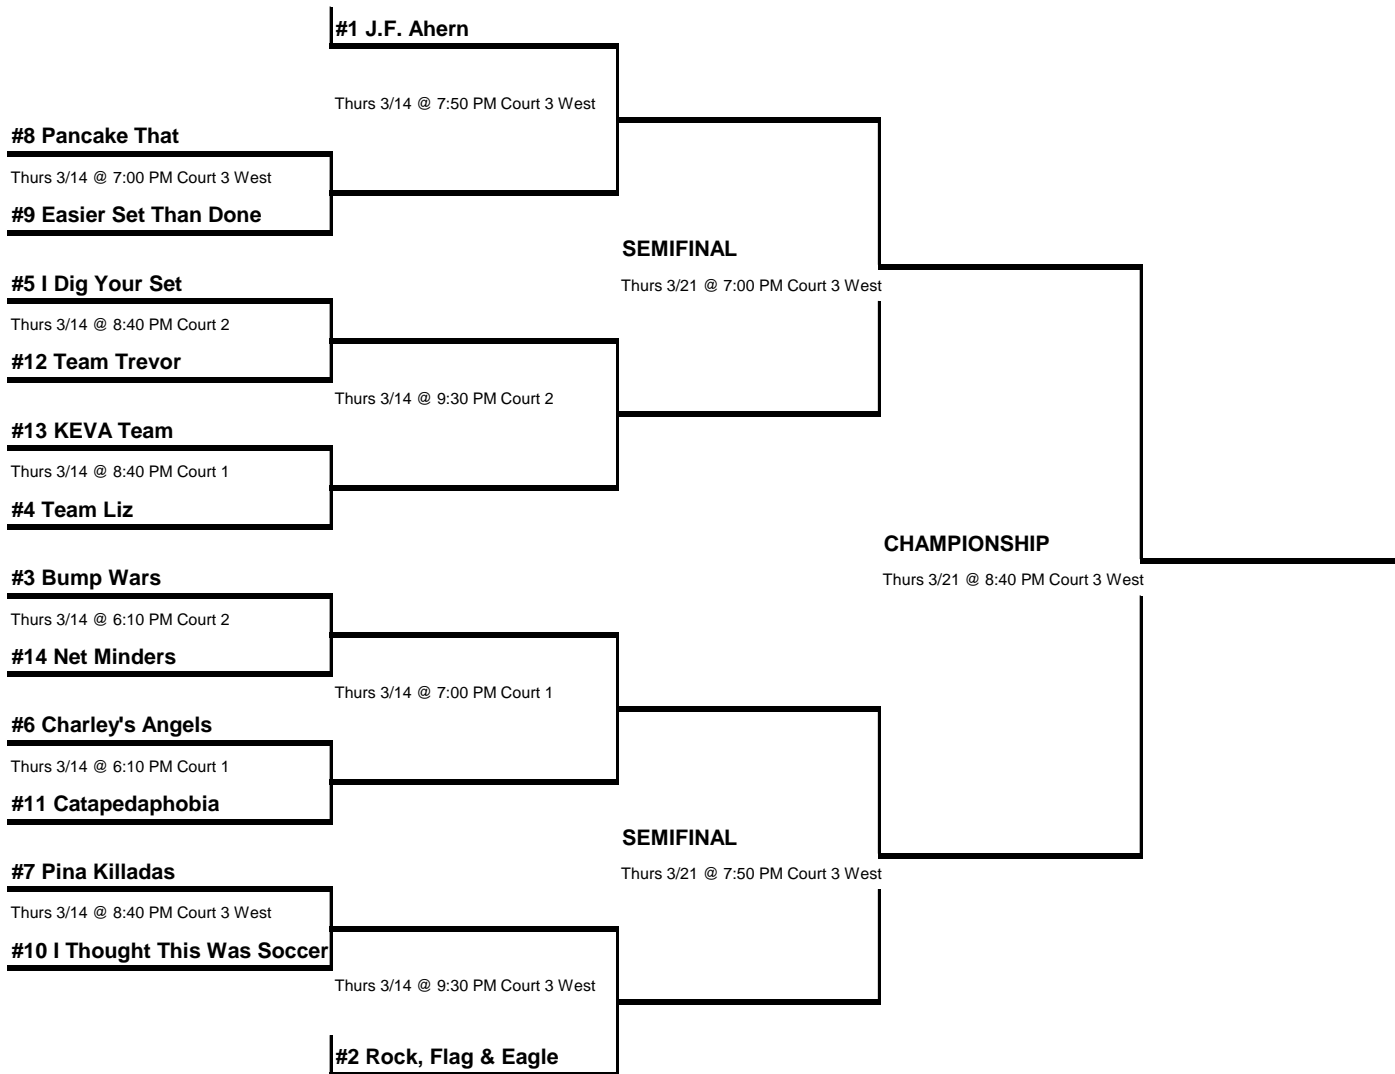 #1 J.F. Ahern
Thurs 3/14 @ 7:50 PM Court 3 West
#8 Pancake That
Thurs 3/14 @ 7:00 PM Court 3 West
#9 Easier Set Than Done
SEMIFINAL
#5 I Dig Your Set
Thurs 3/21 @ 7:00 PM Court 3 West
Thurs 3/14 @ 8:40 PM Court 2
#12 Team Trevor
Thurs 3/14 @ 9:30 PM Court 2
#13 KEVA Team
Thurs 3/14 @ 8:40 PM Court 1
#4 Team Liz
CHAMPIONSHIP
#3 Bump Wars
Thurs 3/21 @ 8:40 PM Court 3 West
Thurs 3/14 @ 6:10 PM Court 2
#14 Net Minders
Thurs 3/14 @ 7:00 PM Court 1
#6 Charley's Angels
Thurs 3/14 @ 6:10 PM Court 1
#11 Catapedaphobia
SEMIFINAL
#7 Pina Killadas
Thurs 3/21 @ 7:50 PM Court 3 West
Thurs 3/14 @ 8:40 PM Court 3 West
#10 I Thought This Was Soccer
Thurs 3/14 @ 9:30 PM Court 3 West
#2 Rock, Flag & Eagle